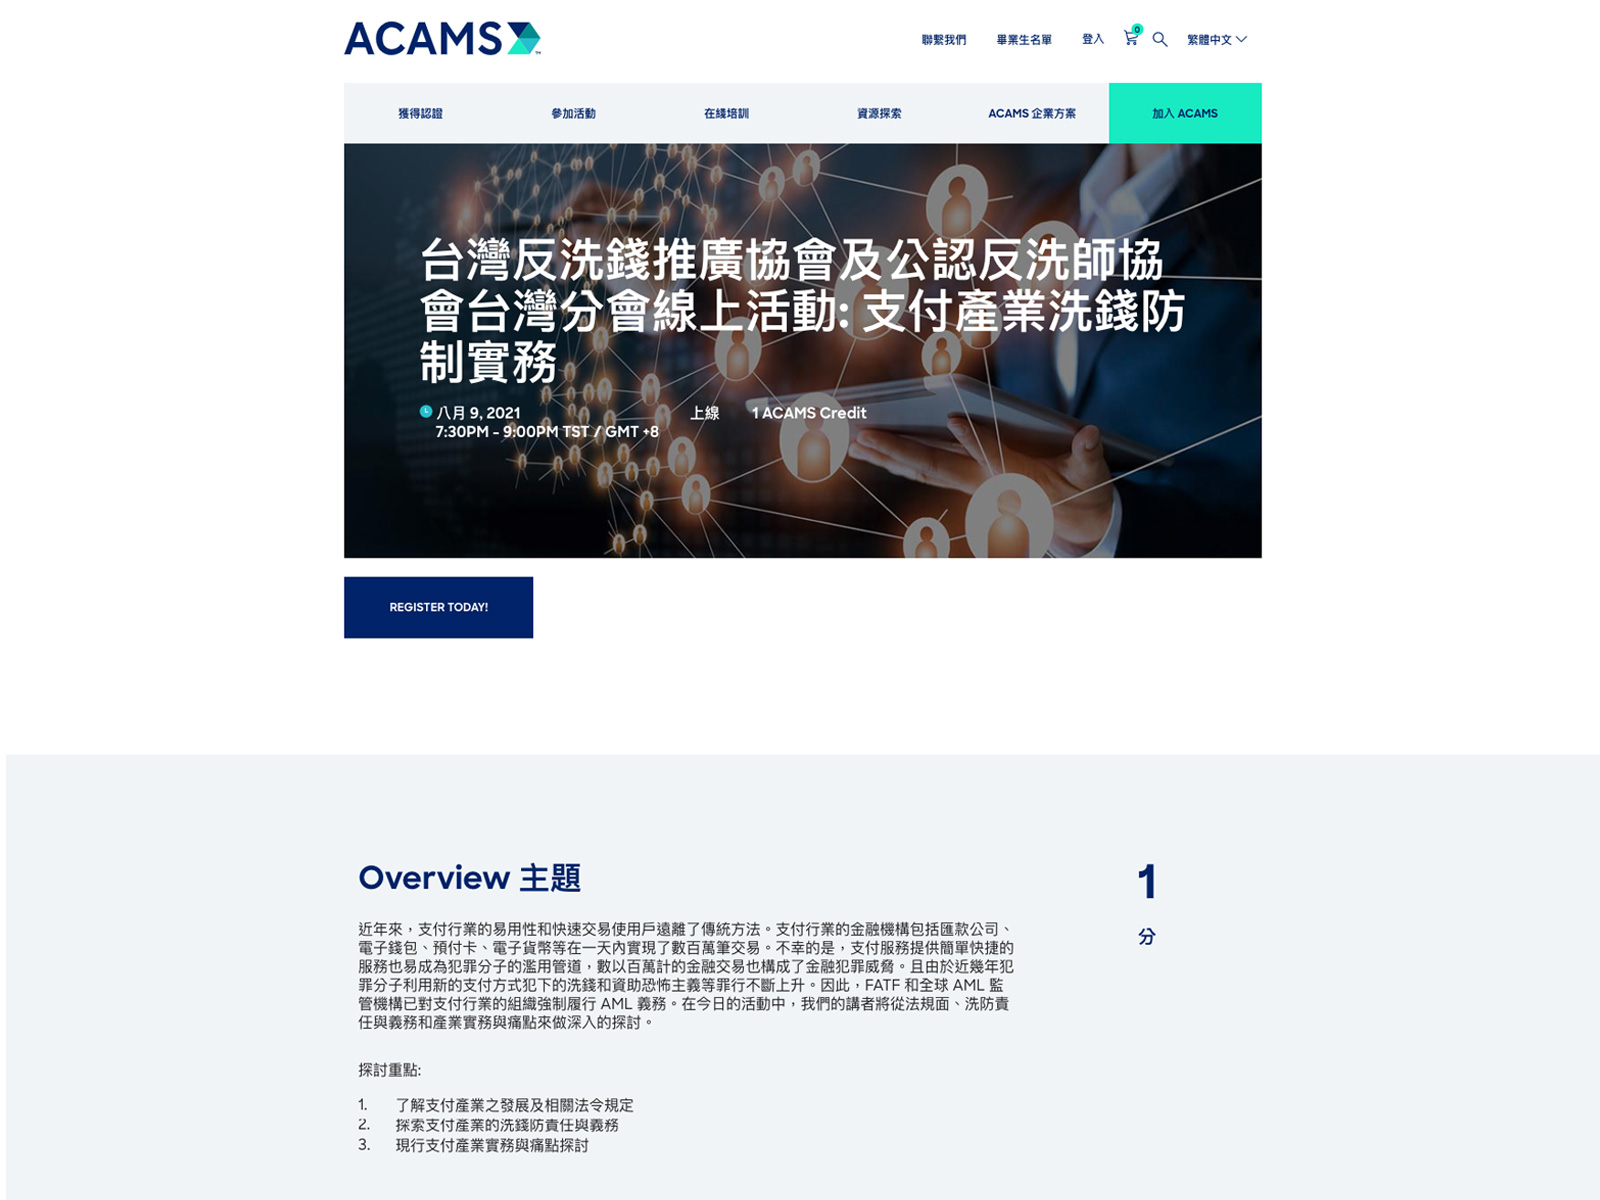 ACAMS
聯繫我們
畢業生名單
登入
0
繁體中文
獲得認證
參加活動
在綫培訓
資源探索
ACAMS 企業方案
加入 ACAMS
台灣反洗錢推廣協會及公認反洗師協
會台灣分會線上活動: 支付產業洗錢防
制實務
八月 9, 2021
7:30PM - 9:00PM TST / GMT +8
上線
1 ACAMS Credit
REGISTER TODAY!
Overview 主題
近年來，支付行業的易用性和快速交易使用戶遠離了傳統方法。支付行業的金融機構包括匯款公司、
電子錢包、預付卡、電子貨幣等在一天內實現了數百萬筆交易。不幸的是，支付服務提供簡單快捷的
服務也易成為犯罪分子的濫用管道，數以百萬計的金融交易也構成了金融犯罪威脅。且由於近幾年犯
罪分子利用新的支付方式犯下的洗錢和資助恐怖主義等罪行不斷上升。因此，FATF 和全球 AML 監
管機構已對支付行業的組織強制履行 AML 義務。在今日的活動中，我們的講者將從法規面、洗防責
任與義務和產業實務與痛點來做深入的探討。
探討重點:
1. 了解支付產業之發展及相關法令規定
2. 探索支付產業的洗錢防責任與義務
3. 現行支付產業實務與痛點探討
1
分